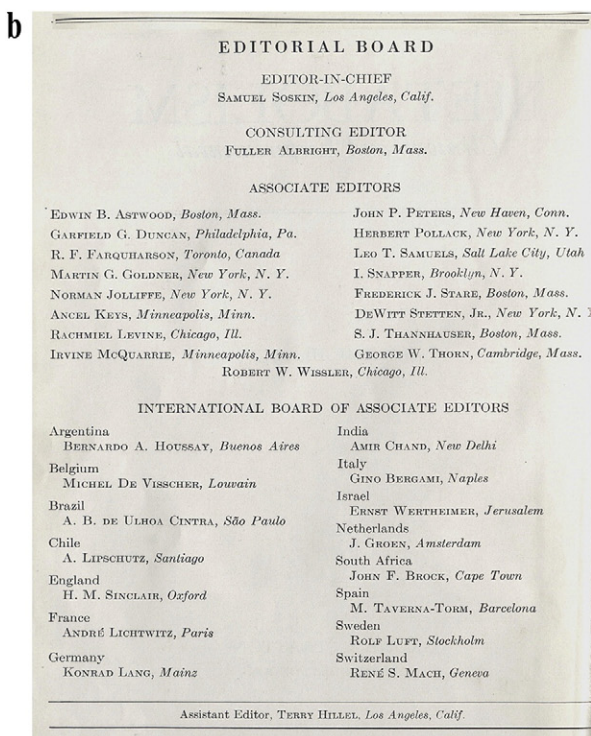 b
EDITORIAL BOARD
EDITOR-IN-CHIEF
SAMUEL SOSKIN, Los Angeles, Calif.
CONSULTING EDITOR
FULLER ALBRIGHT, Boston, Mass.
ASSOCIATE EDITORS
EDWIN B. ASTWOOD, Boston, Mass.
GARFIELD G. DUNCAN, Philadelphia, Pa.
R. F. FARQUHARSON, Toronto, Canada
MARTIN G. GOLDNER, New York, N. Y.
NORMAN JOLLIFFE, New York, N. Y.
ANCEL KEYS, Minneapolis, Minn.
RACHMIEL LEVINE, Chicago, Ill.
IRVINE MCQUARRIE, Minneapolis, Minn.
JOHN P. PETERS, New Haven, Conn.
HERBERT POLLACK, New York, N. Y.
LEO T. SAMUELS, Salt Lake City, Utah
I. SNAPPER, Brooklyn, N. Y.
FREDERICK J. STARE, Boston, Mass.
DEWITT STETTEN, JR., New York, N.
S. J. THANNHAUSER, Boston, Mass.
GEORGE W. THORN, Cambridge, Mass.
ROBERT W. WISSLER, Chicago, Ill.
INTERNATIONAL BOARD OF ASSOCIATE EDITORS
Argentina
BERNARDO A. HOUSSAY, Buenos Aires
Belgium
MICHEL DE VISSCHER, Louvain
Brazil
A. B. DE ULHOA CINTRA, São Paulo
Chile
A. LIPSCHUTZ, Santiago
England
H. M. SINCLAIR, Oxford
France
ANDRÉ LICHTWITZ, Paris
Germany
KONRAD LANG, Mainz
India
AMIR CHAND, New Delhi
Italy
GINO BERGAMI, Naples
Israel
ERNST WERTHEIMER, Jerusalem
Netherlands
J. GROEN, Amsterdam
South Africa
JOHN F. BROCK, Cape Town
Spain
M. TAVERNA-TORM, Barcelona
Sweden
ROLF LUFT, Stockholm
Switzerland
RENÉ S. MACH, Geneva
Assistant Editor, TERRY HILLEL, Los Angeles, Calif.